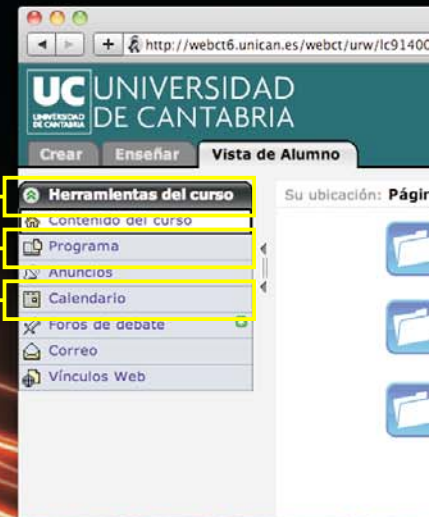 http://webct6.unican.es/webct/urw/lc91400
UC UNIVERSIDAD
DE CANTABRIA
UNIVERSIDAD
DE CANTABRIA
Crear Enseñar Vista de Alumno
Herramientas del curso
Su ubicación: Págin
Contenido del curso
Programa
Anuncios
Calendario
Foros de debate
Correo
Vínculos Web